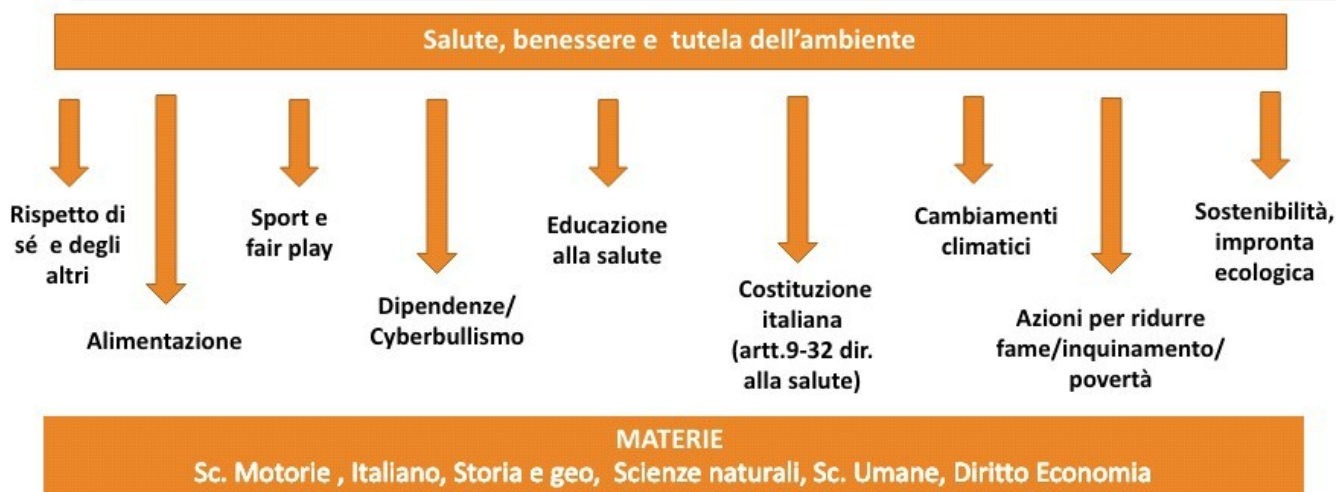 Salute, benessere e tutela dell'ambiente
Rispetto di
sé e degli
altri
Alimentazione
Sport e
fair play
Dipendenze/
Cyberbullismo
Educazione
alla salute
Costituzione
italiana
(artt.9-32 dir.
alla salute)
Cambiamenti
climatici
Azioni per ridurre
fame/inquinamento/
povertà
Sostenibilità,
impronta
ecologica
MATERIE
Sc. Motorie , Italiano, Storia e geo, Scienze naturali, Sc. Umane, Diritto Economia